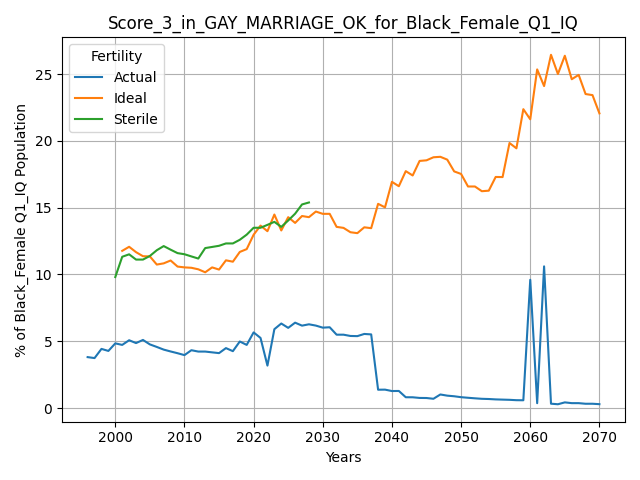 Score_3_in_GAY_MARRIAGE_OK_for_Black_Female_Q1_IQ
Fertility
Actual
Ideal
Sterile
% of Black_Female Q1_IQ Population
25
20
15
10
5
0
2000
2010
2020
2030
2040
2050
2060
2070
Years